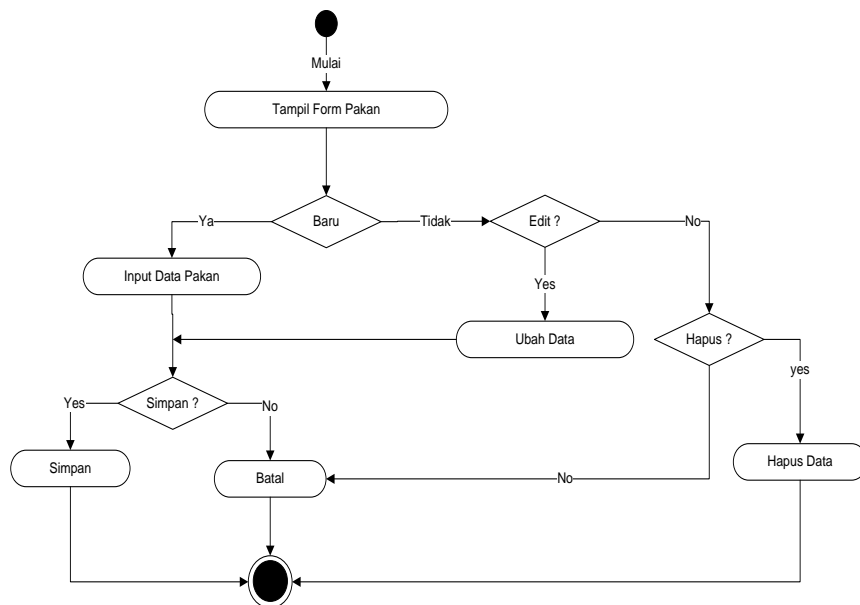 Mulai
Tampil Form Pakan
Ya
Baru
Tidak
Edit ?
No
Input Data Pakan
Yes
Ubah Data
Hapus ?
yes
Yes
Simpan ?
No
Simpan
Batal
No
Hapus Data